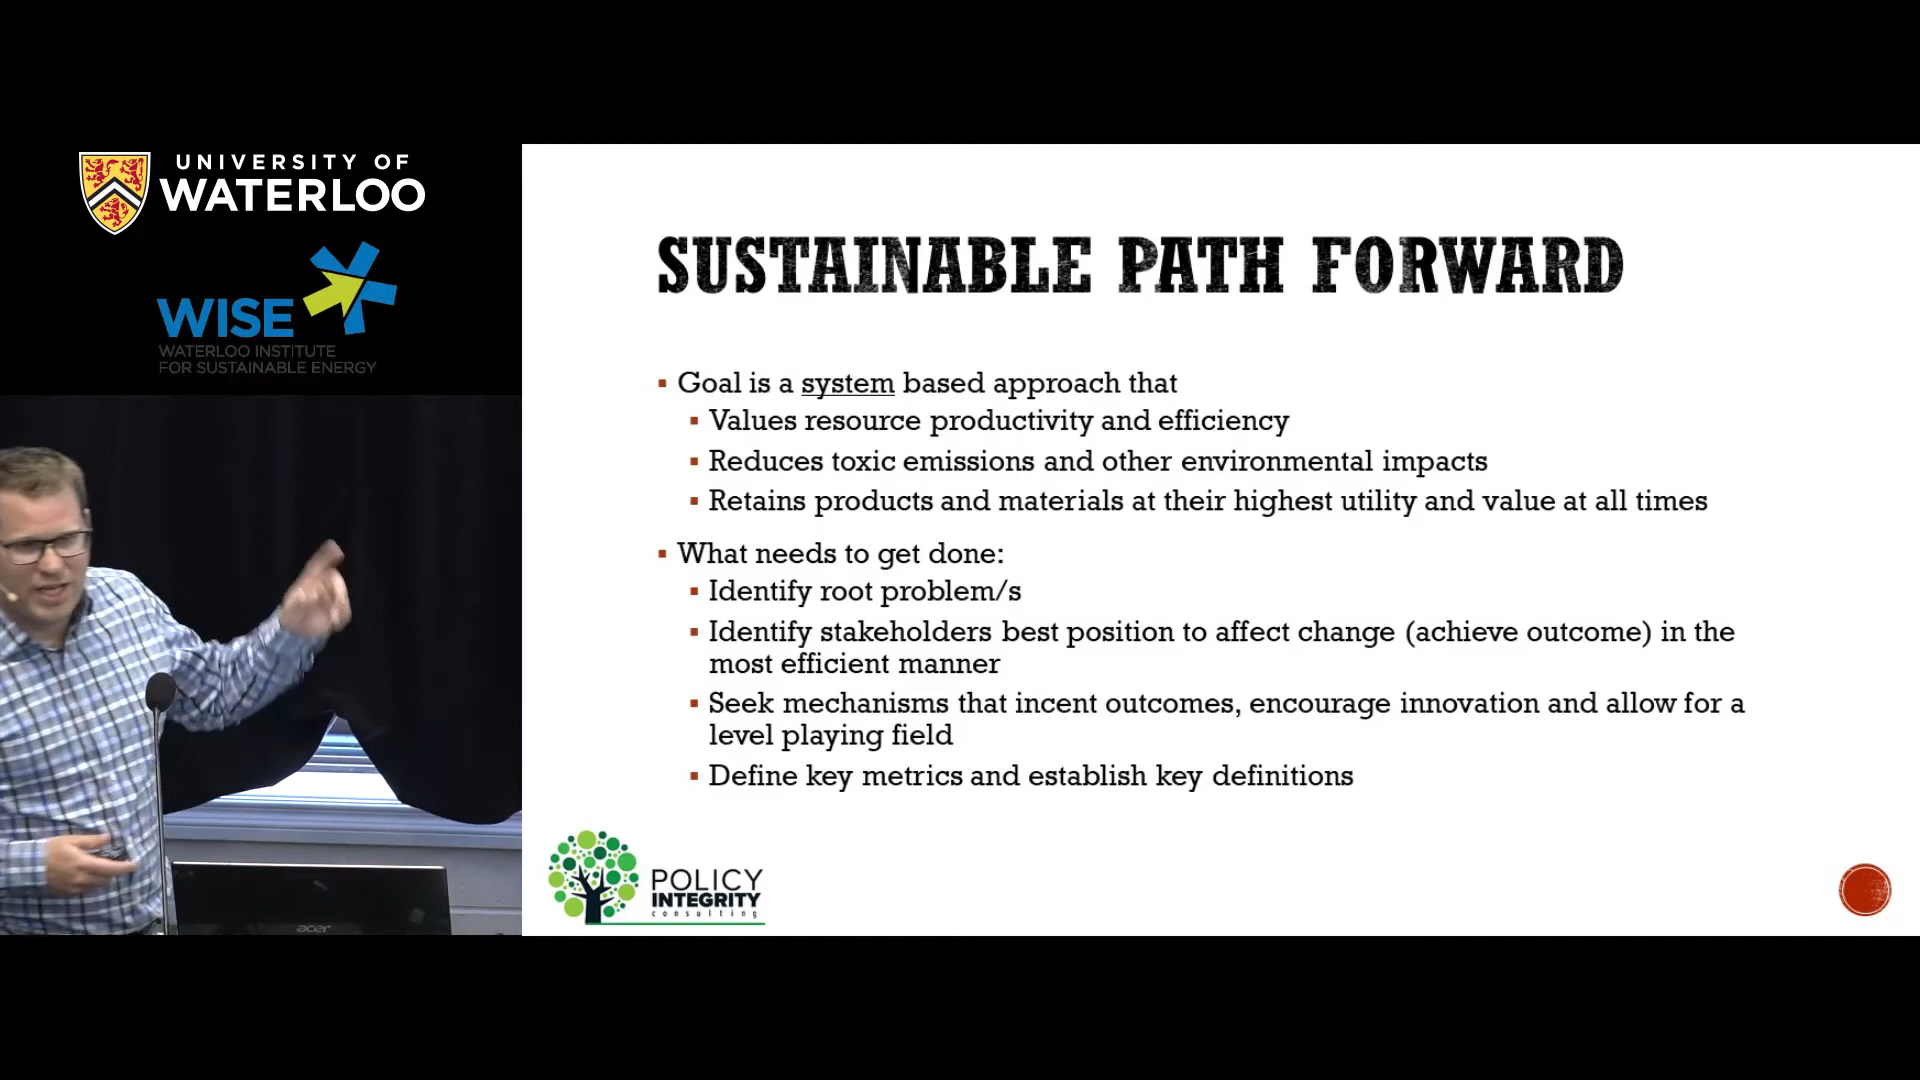 UNIVERSITY OF
WATERLOO
WISE
WATERLOO INSTITUTE
FOR SUSTAINABLE ENERGY
SUSTAINABLE PATH FORWARD
▪ Goal is a system based approach that
▪ Values resource productivity and efficiency
▪ Reduces toxic emissions and other environmental impacts
▪ Retains products and materials at their highest utility and value at all times
▪ What needs to get done:
▪ Identify root problem/s
▪ Identify stakeholders best position to affect change (achieve outcome) in the
most efficient manner
▪ Seek mechanisms that incent outcomes, encourage innovation and allow for a
level playing field
▪ Define key metrics and establish key definitions
POLICY
INTEGRITY
consulting
acer